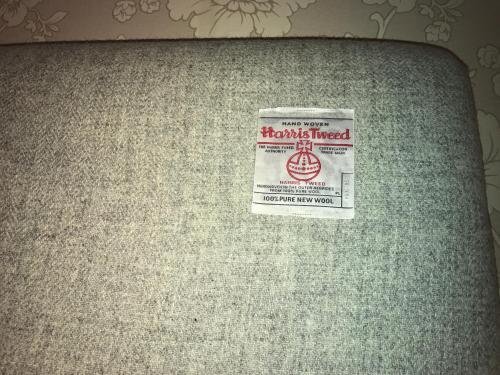 HAND WOVEN
Harris Tweed
THE HARRIS TWEED AUTHORITY
CERTIFICATION TRADE MARK
HARRIS TWEED
HANDWOVEN IN THE OUTER HEBRIDES
FROM 100% PURE WOOL
100% PURE NEW WOOL